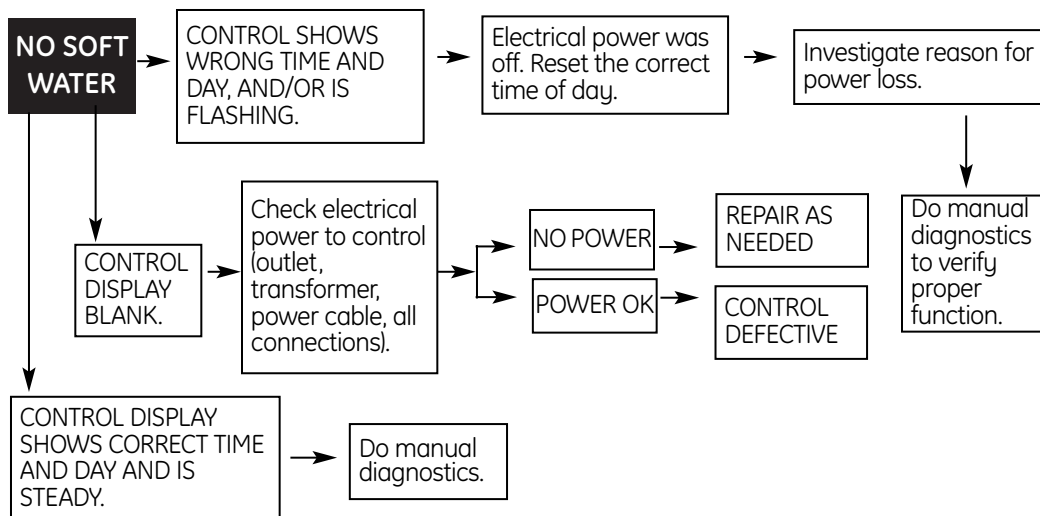 NO SOFT
WATER
CONTROL SHOWS
WRONG TIME AND
DAY, AND/OR IS
FLASHING.
Electrical power was
off. Reset the correct
time of day.
Investigate reason for
power loss.
Do manual
diagnostics
to verify
proper
function.
CONTROL
DISPLAY
BLANK.
Check electrical
power to control
(outlet,
transformer,
power cable, all
connections).
NO POWER
REPAIR AS
NEEDED
POWER OK
CONTROL
DEFECTIVE
CONTROL DISPLAY
SHOWS CORRECT TIME
AND DAY AND IS
STEADY.
Do manual
diagnostics.